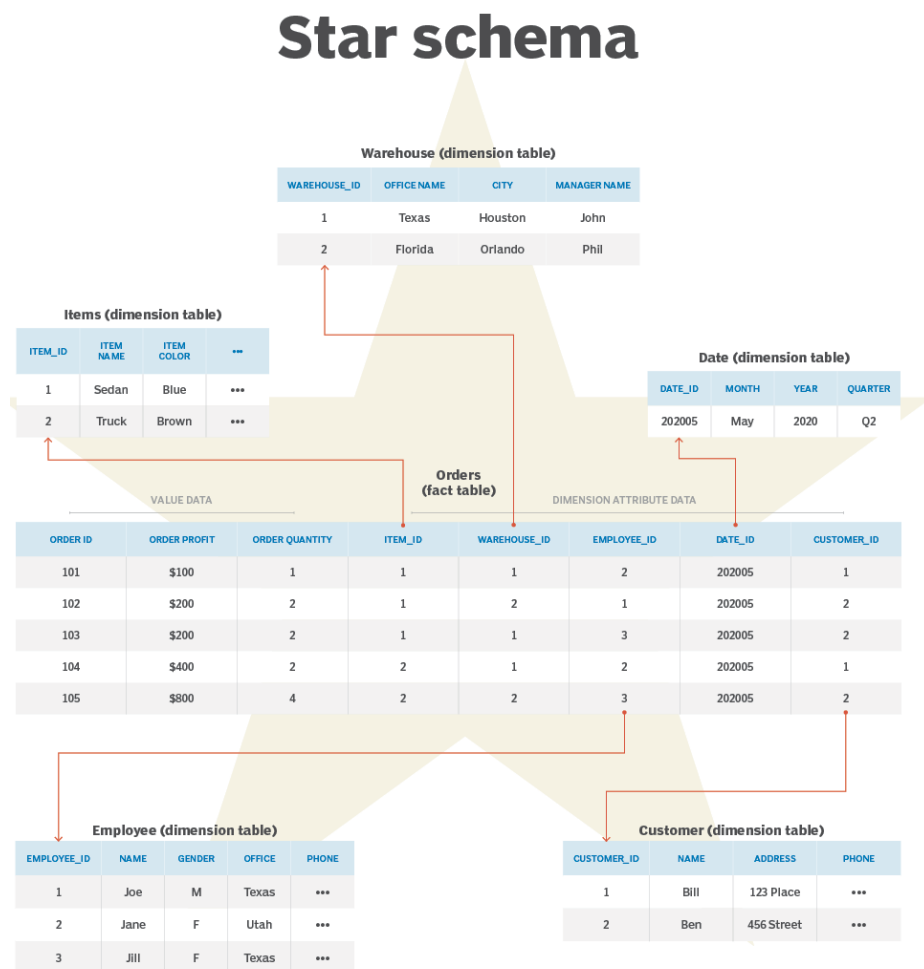 Star schema
Warehouse (dimension table)
WAREHOUSE_ID OFFICE NAME CITY MANAGER NAME
1 Texas Houston John
2 Florida Orlando Phil
Items (dimension table)
ITEM_ID ITEM NAME ITEM COLOR •••
1 Sedan Blue •••
2 Truck Brown •••
Date (dimension table)
DATE_ID MONTH YEAR QUARTER
202005 May 2020 Q2
Orders
(fact table)
VALUE DATA DIMENSION ATTRIBUTE DATA
ORDER ID ORDER PROFIT ORDER QUANTITY ITEM_ID WAREHOUSE_ID EMPLOYEE_ID DATE_ID CUSTOMER_ID
101 $100 1 1 1 2 202005 1
102 $200 2 1 2 1 202005 2
103 $200 2 1 1 3 202005 2
104 $400 2 2 1 2 202005 1
105 $800 4 2 2 3 202005 2
Employee (dimension table)
EMPLOYEE_ID NAME GENDER OFFICE PHONE
1 Joe M Texas •••
2 Jane F Utah •••
3 Jill F Texas •••
Customer (dimension table)
CUSTOMER_ID NAME ADDRESS PHONE
1 Bill 123 Place •••
2 Ben 456 Street •••